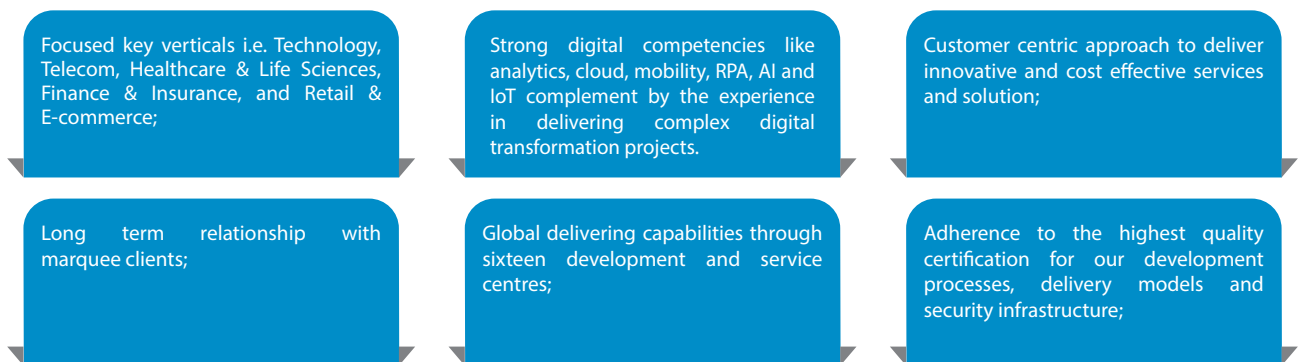 Focused key verticals i.e. Technology,
Telecom, Healthcare & Life Sciences,
Finance & Insurance, and Retail &
E-commerce;
Strong digital competencies like
analytics, cloud, mobility, RPA, AI and
IoT complement by the experience
in delivering complex digital
transformation projects.
Customer centric approach to deliver
innovative and cost effective services
and solution;
Long term relationship with
marquee clients;
Global delivering capabilities through
sixteen development and service
centres;
Adherence to the highest quality
certification for our development
processes, delivery models and
security infrastructure;